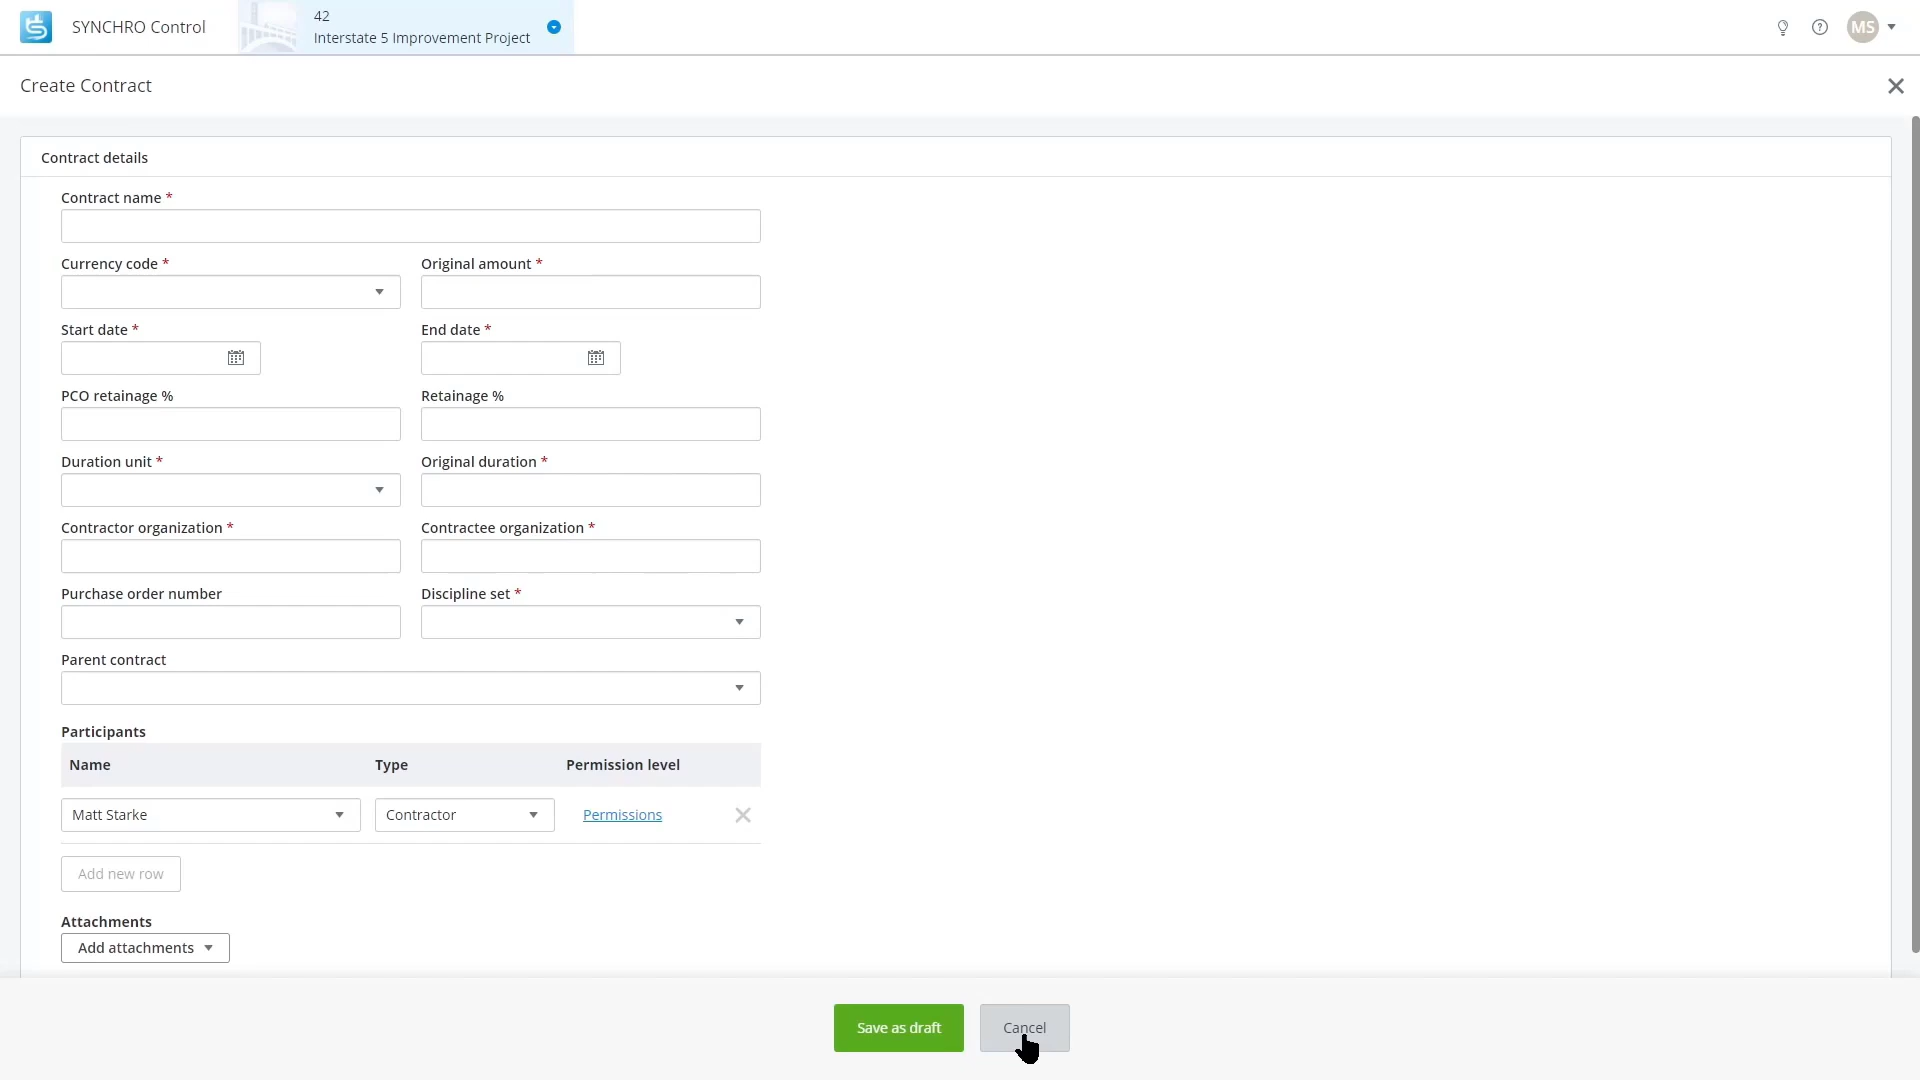 SYNCHRO Control
42
Interstate 5 Improvement Project
MS
Create Contract
Contract details
Contract name *
Currency code *
Original amount *
Start date *
End date *
PCO retainage %
Retainage %
Duration unit *
Original duration *
Contractor organization *
Contractee organization *
Purchase order number
Discipline set *
Parent contract
Participants
Name Type Permission level
Matt Starke Contractor Permissions
Add new row
Attachments
Add attachments
Save as draft Cancel